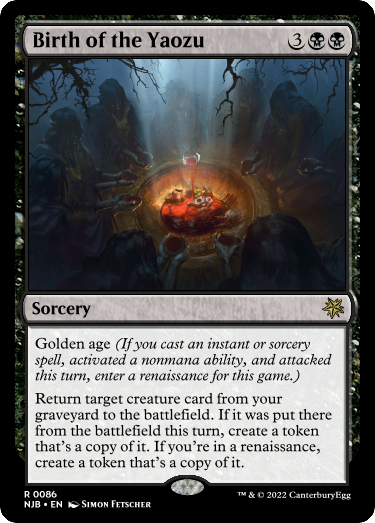 Birth of the Yaozu 3
Sorcery
Golden age (If you cast an instant or sorcery
spell, activated a nonmana ability, and attacked
this turn, enter a renaissance for this game.)
Return target creature card from your
graveyard to the battlefield. If it was put there
from the battlefield this turn, create a token
that's a copy of it. If you're in a renaissance,
create a token that's a copy of it.
R 0086
NJB • EN Simon Fetscher
™ & © 2022 CanterburyEgg